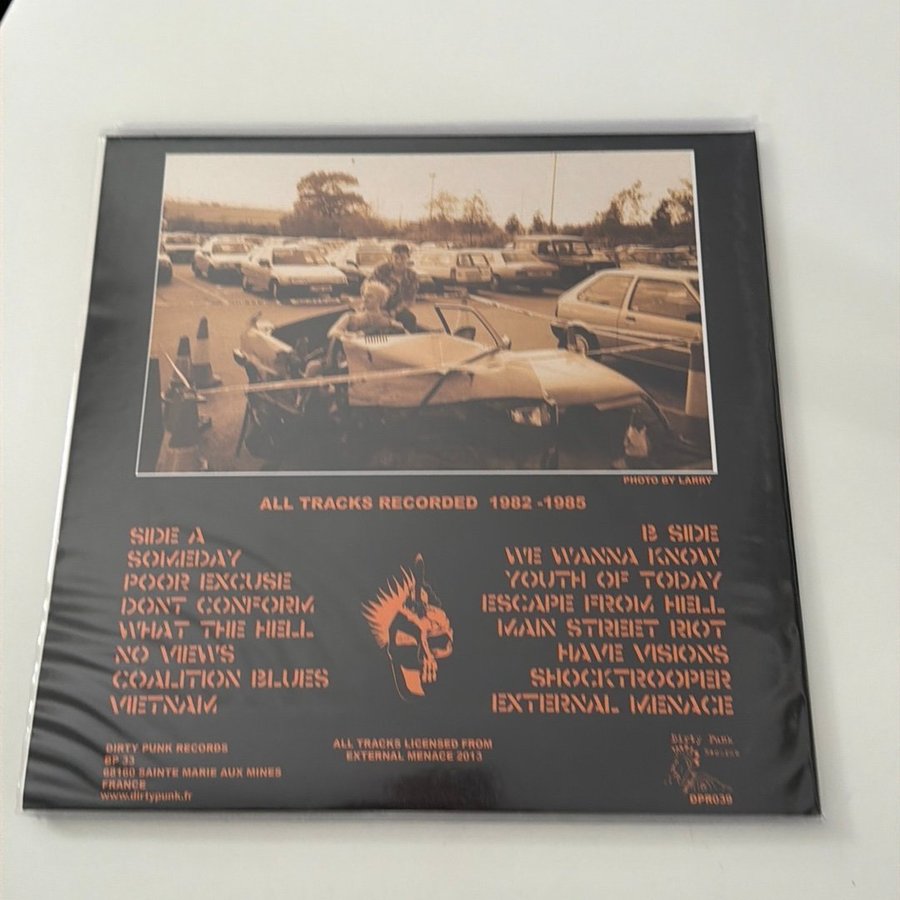 PHOTO BY LARRY
ALL TRACKS RECORDED 1982 -1985
SIDE A
SOMEDAY
POOR EXCUSE
DONT CONFORM
WHAT THE HELL
NO VIEWS
COALITION BLUES
VIETNAM
B SIDE
WE WANNA KNOW
YOUTH OF TODAY
ESCAPE FROM HELL
MAIN STREET RIOT
HAVE VISIONS
SHOCKTROOPER
EXTERNAL MENACE
DIRTY PUNK RECORDS
BP 33
68160 SAINTE MARIE AUX MINES
FRANCE
www.dirtypunk.fr
ALL TRACKS LICENSED FROM
EXTERNAL MENACE 2013
Dirty Punk
DPR039